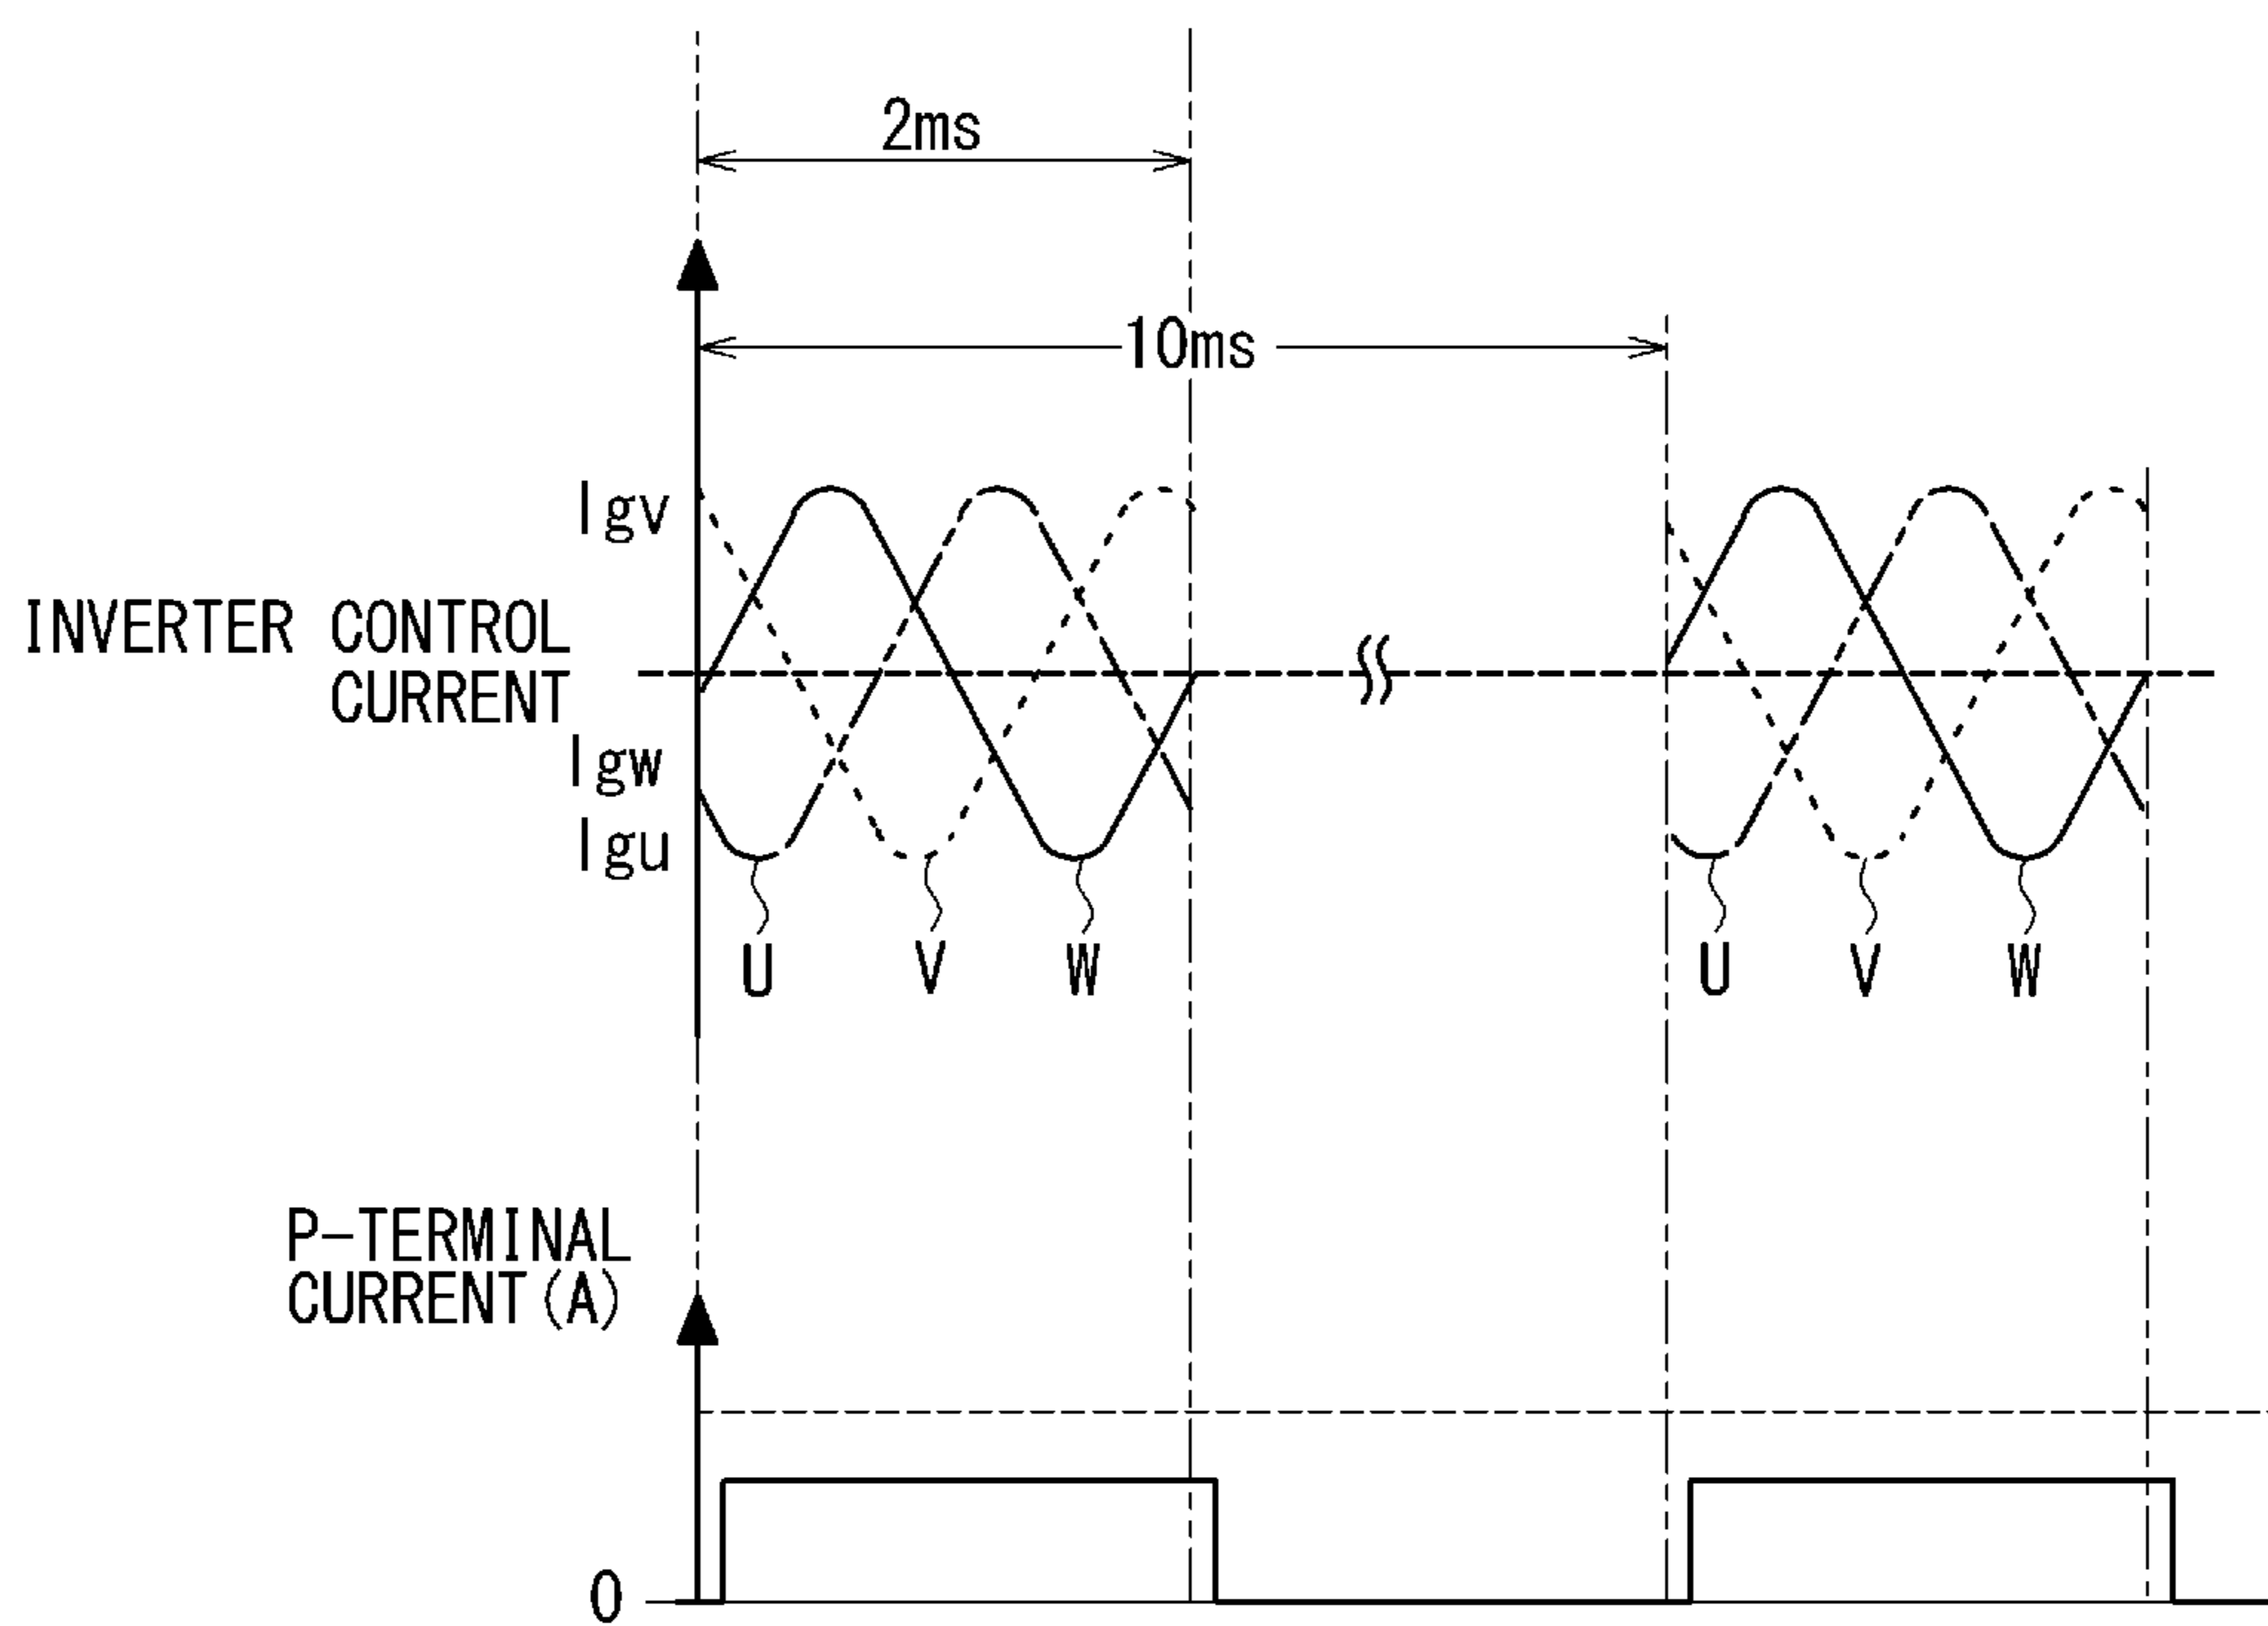 2ms
10ms
Igv
INVERTER CONTROL
CURRENT
Igw
Igu
U V W
U V W
P-TERMINAL
CURRENT(A)
0